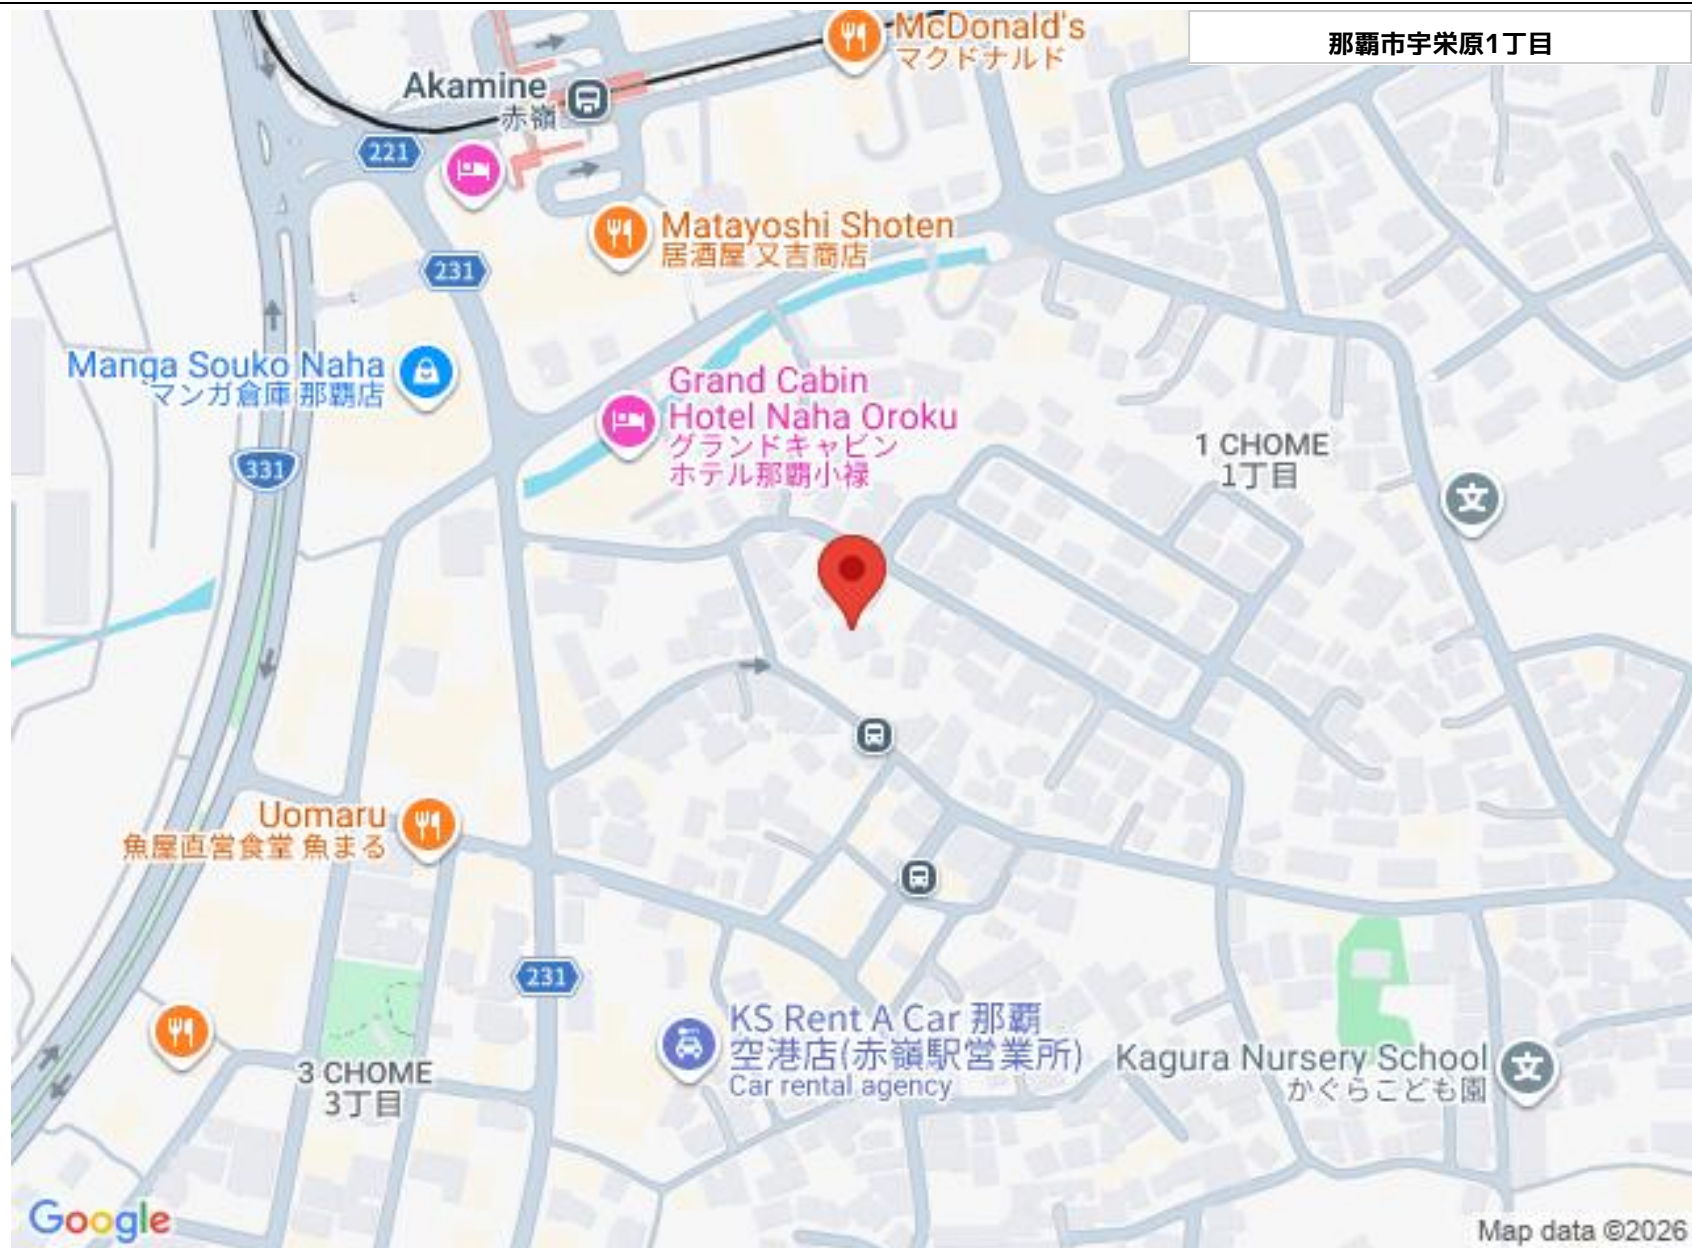 McDonald's
マクドナルド
那覇市宇栄原1丁目
Akamine
赤嶺
221
Matayoshi Shoten
居酒屋 又吉商店
231
Manga Souko Naha
マンガ倉庫 那覇店
Grand Cabin
Hotel Naha Oroku
グランドキャビン
ホテル那覇小禄
331
1 CHOME
1丁目
文
Uomaru
魚屋直営食堂 魚まる
231
KS Rent A Car 那覇
空港店(赤嶺駅営業所)
Car rental agency
Kagura Nursery School
かぐらこども園
文
3 CHOME
3丁目
Google
Map data ©2026